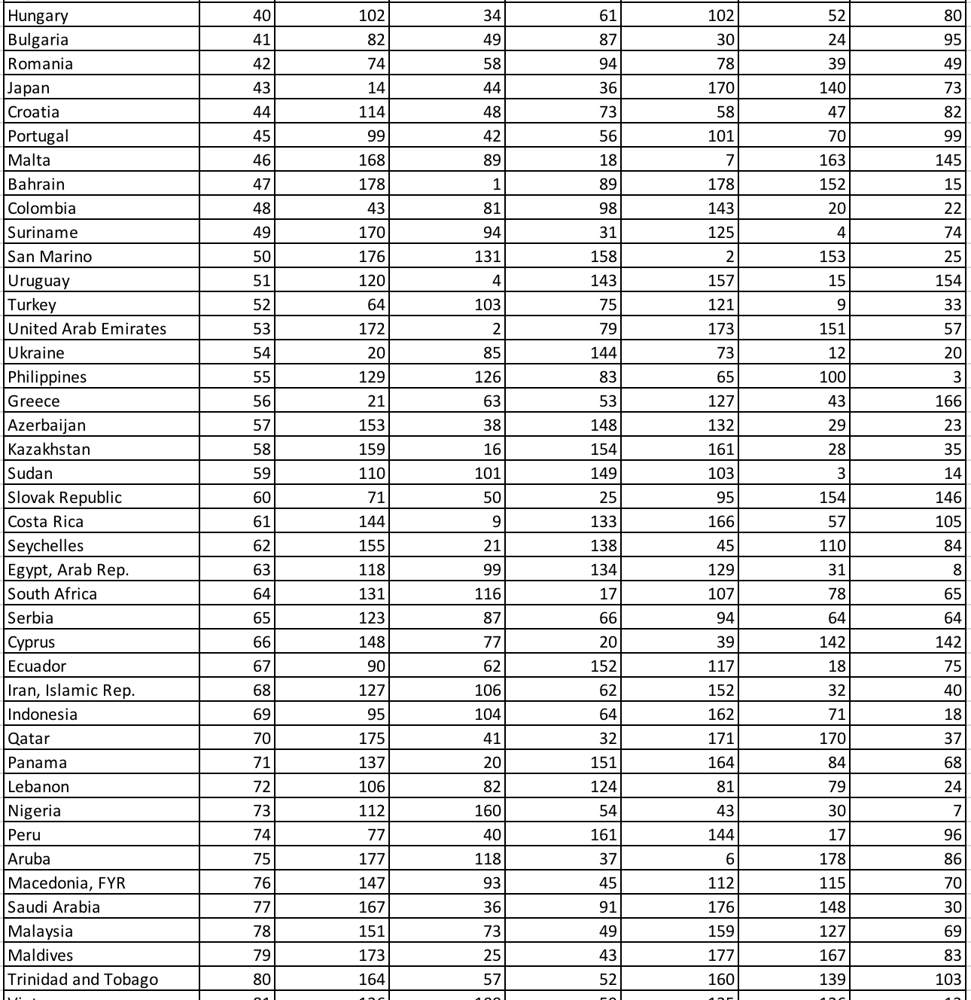 Hungary 40 102 34 61 102 52 80
Bulgaria 41 82 49 87 30 24 95
Romania 42 74 58 94 78 39 49
Japan 43 14 44 36 170 140 73
Croatia 44 114 48 73 58 47 82
Portugal 45 99 42 56 101 70 99
Malta 46 168 89 18 7 163 145
Bahrain 47 178 1 89 178 152 15
Colombia 48 43 81 98 143 20 22
Suriname 49 170 94 31 125 4 74
San Marino 50 176 131 158 2 153 25
Uruguay 51 120 4 143 157 15 154
Turkey 52 64 103 75 121 9 33
United Arab Emirates 53 172 2 79 173 151 57
Ukraine 54 20 85 144 73 12 20
Philippines 55 129 126 83 65 100 3
Greece 56 21 63 53 127 43 166
Azerbaijan 57 153 38 148 132 29 23
Kazakhstan 58 159 16 154 161 28 35
Sudan 59 110 101 149 103 3 14
Slovak Republic 60 71 50 25 95 154 146
Costa Rica 61 144 9 133 166 57 105
Seychelles 62 155 21 138 45 110 84
Egypt, Arab Rep. 63 118 99 134 129 31 8
South Africa 64 131 116 17 107 78 65
Serbia 65 123 87 66 94 64 64
Cyprus 66 148 77 20 39 142 142
Ecuador 67 90 62 152 117 18 75
Iran, Islamic Rep. 68 127 106 62 152 32 40
Indonesia 69 95 104 64 162 71 18
Qatar 70 175 41 32 171 170 37
Panama 71 137 20 151 164 84 68
Lebanon 72 106 82 124 81 79 24
Nigeria 73 112 160 54 43 30 7
Peru 74 77 40 161 144 17 96
Aruba 75 177 118 37 6 178 86
Macedonia, FYR 76 147 93 45 112 115 70
Saudi Arabia 77 167 36 91 176 148 30
Malaysia 78 151 73 49 159 127 69
Maldives 79 173 25 43 177 167 83
Trinidad and Tobago 80 164 57 52 160 139 103